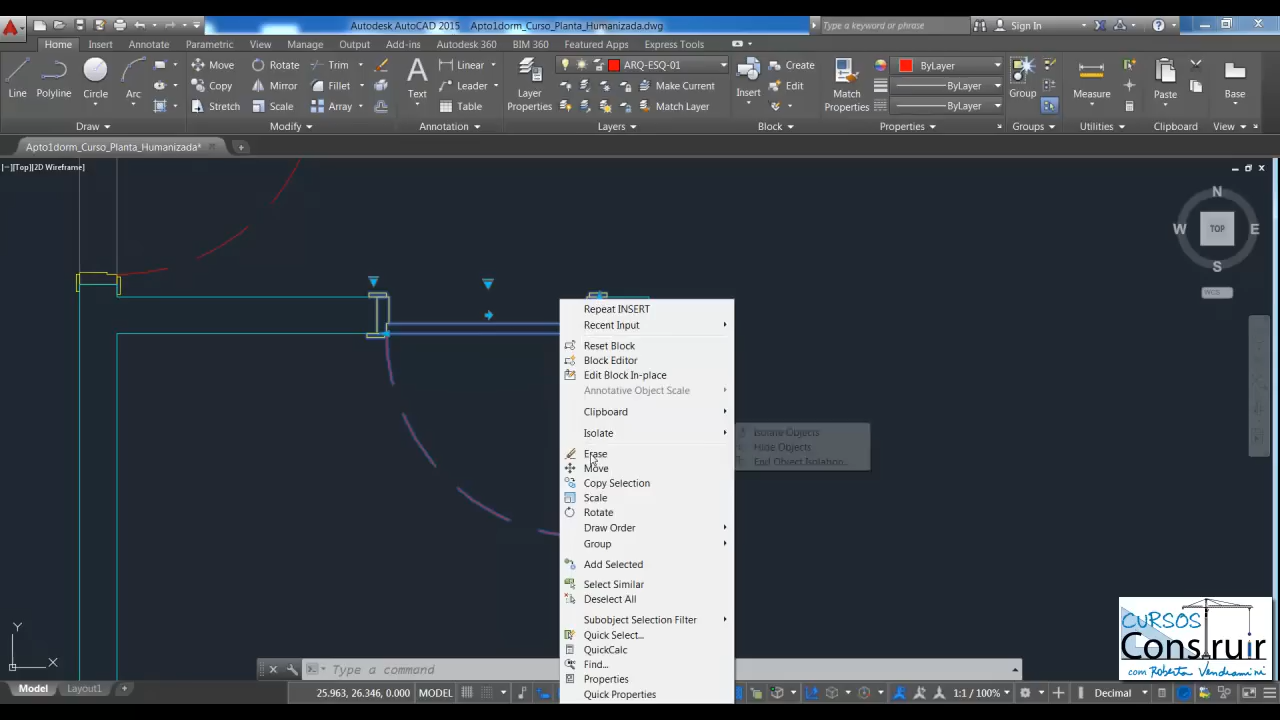 Autodesk AutoCAD 2015 Apto1dorm_Curso_Planta_Humanizada.dwg
Type a keyword or phrase
Sign In
Home Insert Annotate Parametric View Manage Output Add-ins Autodesk 360 BIM 360 Featured Apps Express Tools
Line Polyline Circle Arc
Move Rotate Trim
Copy Mirror Fillet
Stretch Scale Array
Text Linear
Leader
Table
Layer Properties
ARQ-ESQ-01
Make Current
Match Layer
Insert Create
Edit
Match Properties
ByLayer
ByLayer
ByLayer
Group Measure Paste Base
Draw Modify Annotation Layers Block Properties Groups Utilities Clipboard View
Apto1dorm_Curso_Planta_Humanizada*
[−][Top][2D Wireframe]
N
W TOP E
S
WCS
Repeat INSERT
Recent Input
Reset Block
Block Editor
Edit Block In-place
Annotative Object Scale
Clipboard
Isolate
Isolate Objects
Hide Objects
End Object Isolation...
Erase
Move
Copy Selection
Scale
Rotate
Draw Order
Group
Add Selected
Select Similar
Deselect All
Subobject Selection Filter
Quick Select...
QuickCalc
Find...
Properties
Quick Properties
Y
X
Type a command
CURSOS
Construir
com Roberta Vendramini
Model Layout1 +
25.963, 26.346, 0.000 MODEL
1:1 / 100%
Decimal